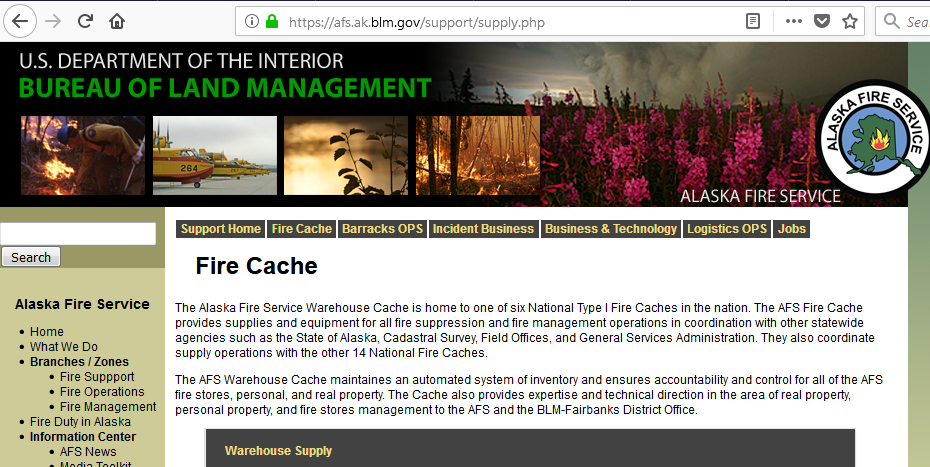 https://afs.ak.blm.gov/support/supply.php
U.S. DEPARTMENT OF THE INTERIOR
BUREAU OF LAND MANAGEMENT
264
ALASKA FIRE SERVICE
ALASKA FIRE SERVICE
Search
Support Home Fire Cache Barracks OPS Incident Business Business & Technology Logistics OPS Jobs
Fire Cache
Alaska Fire Service
Home
What We Do
Branches / Zones
Fire Suppport
Fire Operations
Fire Management
Fire Duty in Alaska
Information Center
AFS News
Media Toolkit
The Alaska Fire Service Warehouse Cache is home to one of six National Type I Fire Caches in the nation. The AFS Fire Cache
provides supplies and equipment for all fire suppression and fire management operations in coordination with other statewide
agencies such as the State of Alaska, Cadastral Survey, Field Offices, and General Services Administration. They also coordinate
supply operations with the other 14 National Fire Caches.
The AFS Warehouse Cache maintaines an automated system of inventory and ensures accountability and control for all of the AFS
fire stores, personal, and real property. The Cache also provides expertise and technical direction in the area of real property,
personal property, and fire stores management to the AFS and the BLM-Fairbanks District Office.
Warehouse Supply